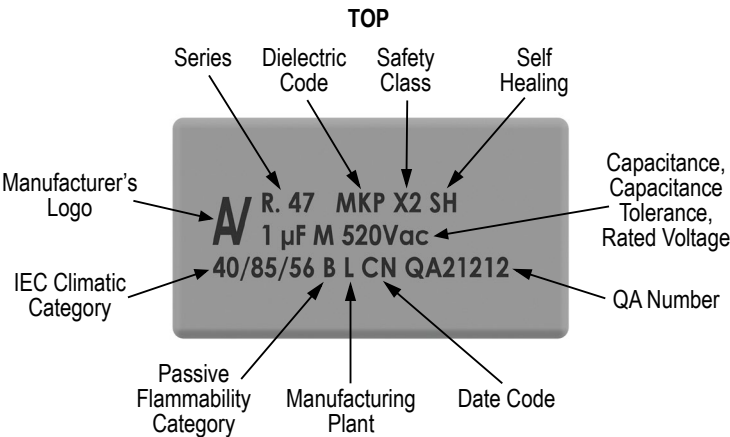 TOP
Series
Dielectric
Code
Safety
Class
Self
Healing
Manufacturer's
Logo
R. 47 MKP X2 SH
1 µF M 520Vac
40/85/56 B L CN QA21212
Capacitance,
Capacitance
Tolerance,
Rated Voltage
IEC Climatic
Category
QA Number
Passive
Flammability
Category
Manufacturing
Plant
Date Code